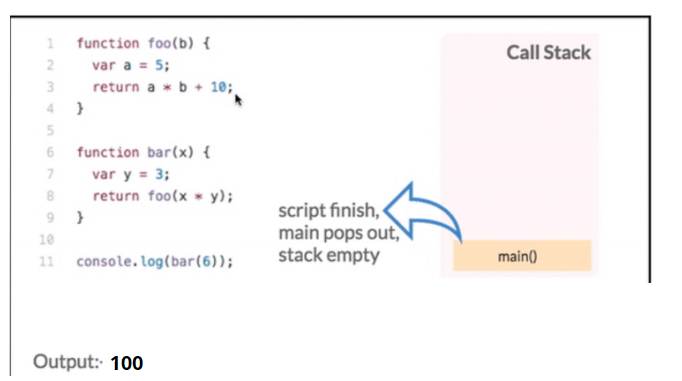 1 function foo(b) {
2 var a = 5;
3 return a * b + 10;
4 }
5
6 function bar(x) {
7 var y = 3;
8 return foo(x * y);
9 }
10
11 console.log(bar(6));
Call Stack
script finish,
main pops out,
stack empty
main()
Output:· 100